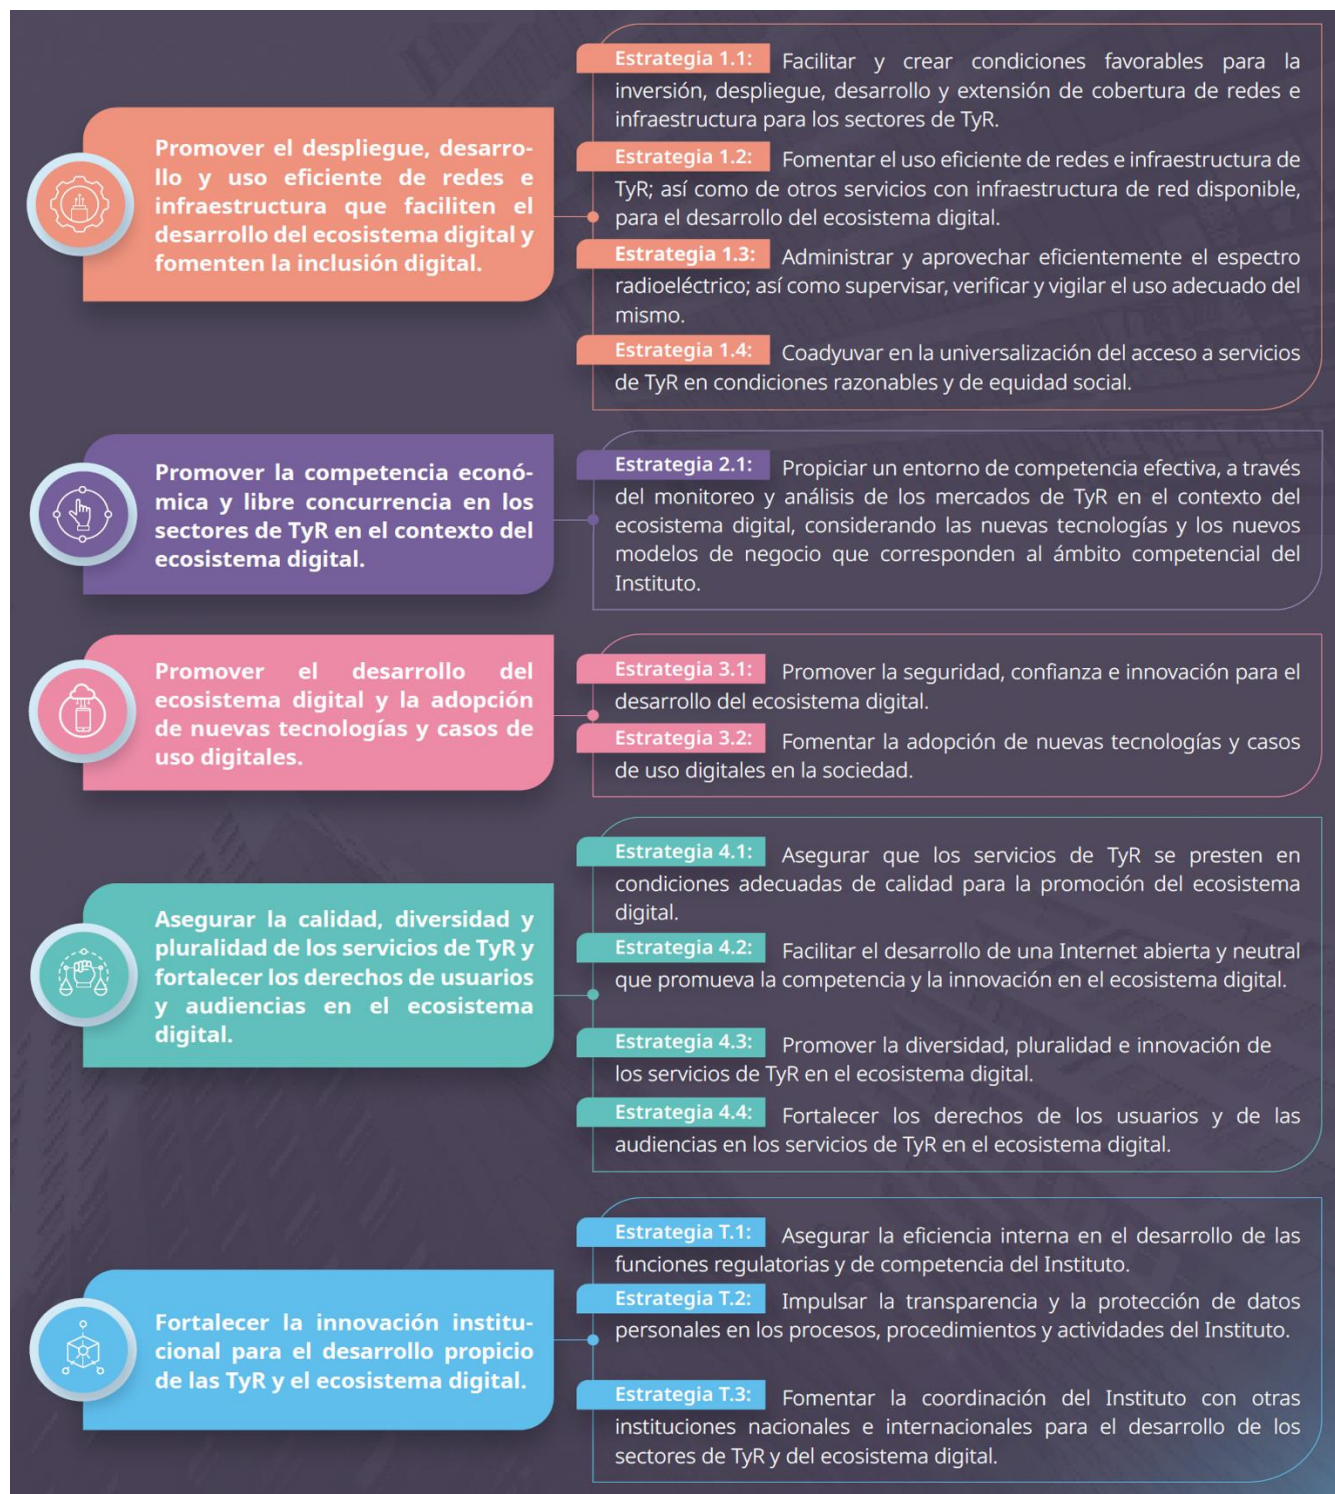 Promover el despliegue, desarro-
llo y uso eficiente de redes e
infraestructura que faciliten el
desarrollo del ecosistema digital y
fomenten la inclusión digital.
Estrategia 1.1: Facilitar y crear condiciones favorables para la
inversión, despliegue, desarrollo y extensión de cobertura de redes e
infraestructura para los sectores de TyR.
Estrategia 1.2: Fomentar el uso eficiente de redes e infraestructura de
TyR; así como de otros servicios con infraestructura de red disponible,
para el desarrollo del ecosistema digital.
Estrategia 1.3: Administrar y aprovechar eficientemente el espectro
radioeléctrico; así como supervisar, verificar y vigilar el uso adecuado del
mismo.
Estrategia 1.4: Coadyuvar en la universalización del acceso a servicios
de TyR en condiciones razonables y de equidad social.
Promover la competencia econó-
mica y libre concurrencia en los
sectores de TyR en el contexto del
ecosistema digital.
Estrategia 2.1: Propiciar un entorno de competencia efectiva, a través
del monitoreo y análisis de los mercados de TyR en el contexto del
ecosistema digital, considerando las nuevas tecnologías y los nuevos
modelos de negocio que corresponden al ámbito competencial del
Instituto.
Promover el desarrollo del
ecosistema digital y la adopción
de nuevas tecnologías y casos de
uso digitales.
Estrategia 3.1: Promover la seguridad, confianza e innovación para el
desarrollo del ecosistema digital.
Estrategia 3.2: Fomentar la adopción de nuevas tecnologías y casos
de uso digitales en la sociedad.
Asegurar la calidad, diversidad y
pluralidad de los servicios de TyR y
fortalecer los derechos de usuarios
y audiencias en el ecosistema
digital.
Estrategia 4.1: Asegurar que los servicios de TyR se presten en
condiciones adecuadas de calidad para la promoción del ecosistema
digital.
Estrategia 4.2: Facilitar el desarrollo de una Internet abierta y neutral
que promueva la competencia y la innovación en el ecosistema digital.
Estrategia 4.3: Promover la diversidad, pluralidad e innovación de
los servicios de TyR en el ecosistema digital.
Estrategia 4.4: Fortalecer los derechos de los usuarios y de las
audiencias en los servicios de TyR en el ecosistema digital.
Fortalecer la innovación institu-
cional para el desarrollo propicio
de las TyR y el ecosistema digital.
Estrategia T.1: Asegurar la eficiencia interna en el desarrollo de las
funciones regulatorias y de competencia del Instituto.
Estrategia T.2: Impulsar la transparencia y la protección de datos
personales en los procesos, procedimientos y actividades del Instituto.
Estrategia T.3: Fomentar la coordinación del Instituto con otras
instituciones nacionales e internacionales para el desarrollo de los
sectores de TyR y del ecosistema digital.